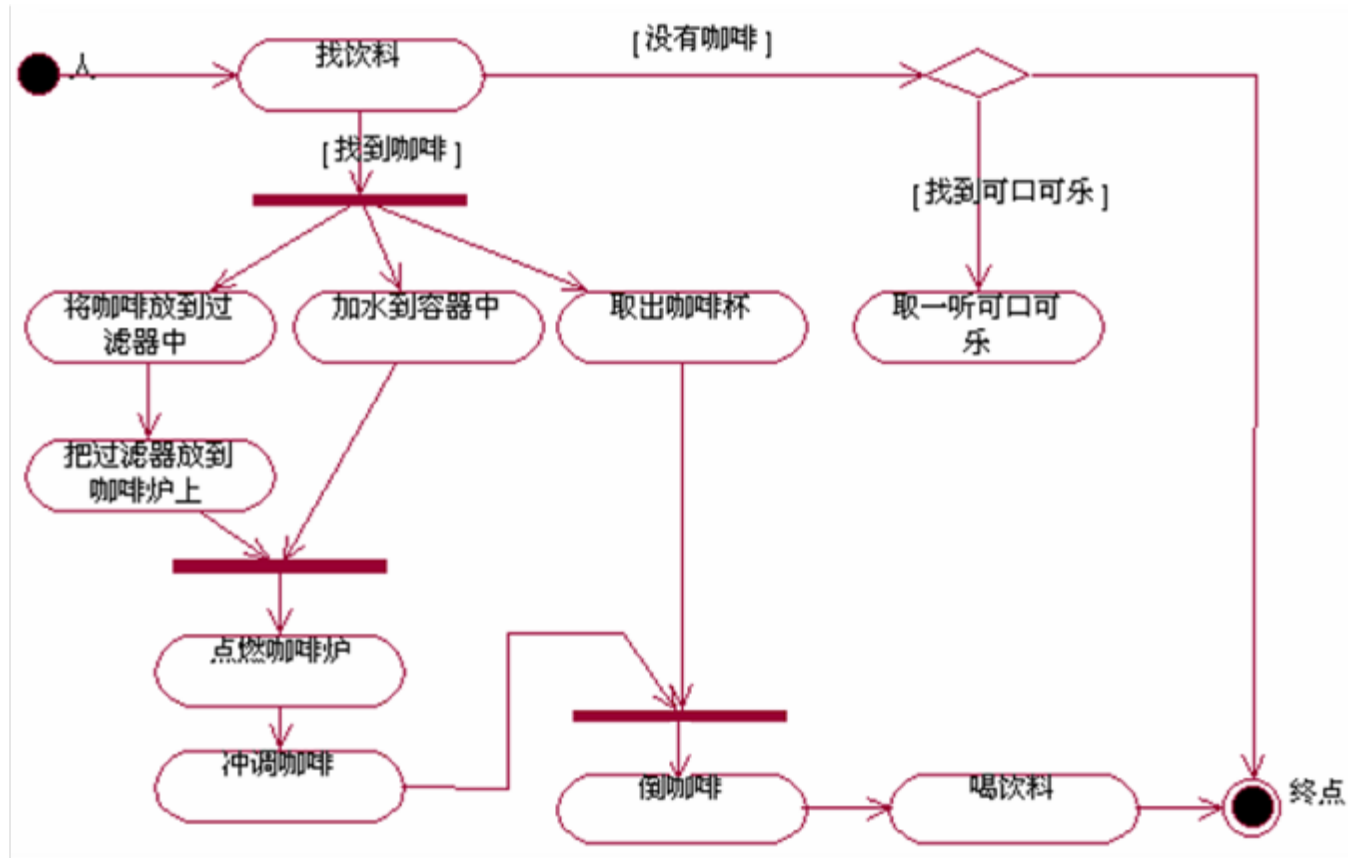 人
找饮料
[没有咖啡]
[找到咖啡]
[找到可口可乐]
将咖啡放到过
滤器中
加水到容器中
取出咖啡杯
取一听可口可
乐
把过滤器放到
咖啡炉上
点燃咖啡炉
冲调咖啡
倒咖啡
喝饮料
终点